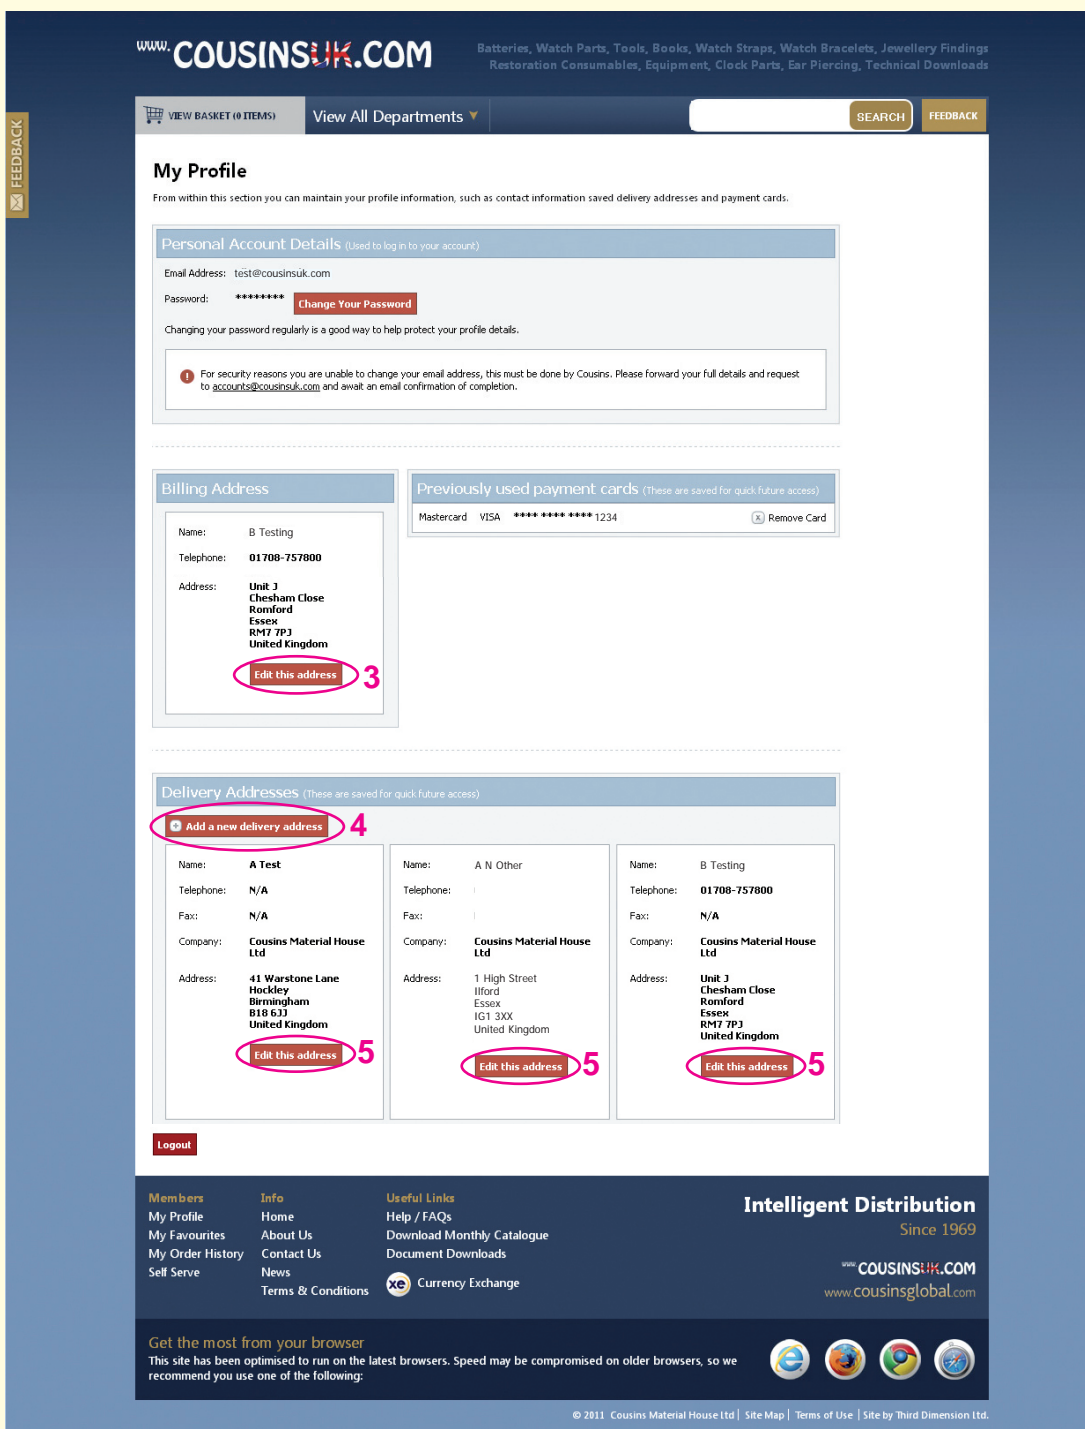 www.COUSINSUK.COM
Batteries, Watch Parts, Tools, Books, Watch Straps, Watch Bracelets, Jewellery Findings
Restoration Consumables, Equipment, Clock Parts, Ear Piercing, Technical Downloads
VIEW BASKET (0 ITEMS)
View All Departments
SEARCH
FEEDBACK
FEEDBACK
My Profile
From within this section you can maintain your profile information, such as contact information saved delivery addresses and payment cards.
Personal Account Details (Used to log in to your account)
Email Address: test@cousinsuk.com
Password: ******** Change Your Password
Changing your password regularly is a good way to help protect your profile details.
For security reasons you are unable to change your email address, this must be done by Cousins. Please forward your full details and request
to accounts@cousinsuk.com and await an email confirmation of completion.
Billing Address
Name: B Testing
Telephone: 01708-757800
Address: Unit J
Chesham Close
Romford
Essex
RM7 7PJ
United Kingdom
Edit this address 3
Previously used payment cards (These are saved for quick future access)
Mastercard VISA **** **** **** 1234 x Remove Card
Delivery Addresses (These are saved for quick future access)
Add a new delivery address 4
Name: A Test
Telephone: N/A
Fax: N/A
Company: Cousins Material House
Ltd
Address: 41 Warstone Lane
Hockley
Birmingham
B18 6JJ
United Kingdom
Edit this address 5
Name: A N Other
Telephone:
Fax:
Company: Cousins Material House
Ltd
Address: 1 High Street
Ilford
Essex
IG1 3XX
United Kingdom
Edit this address 5
Name: B Testing
Telephone: 01708-757800
Fax: N/A
Company: Cousins Material House
Ltd
Address: Unit J
Chesham Close
Romford
Essex
RM7 7PJ
United Kingdom
Edit this address 5
Logout
Members
My Profile
My Favourites
My Order History
Self Serve
Info
Home
About Us
Contact Us
News
Terms & Conditions
Useful Links
Help / FAQs
Download Monthly Catalogue
Document Downloads
xe Currency Exchange
Intelligent Distribution
Since 1969
www.COUSINSUK.COM
www.cousinsglobal.com
Get the most from your browser
This site has been optimised to run on the latest browsers. Speed may be compromised on older browsers, so we
recommend you use one of the following:
© 2011 Cousins Material House Ltd | Site Map | Terms of Use | Site by Third Dimension Ltd.